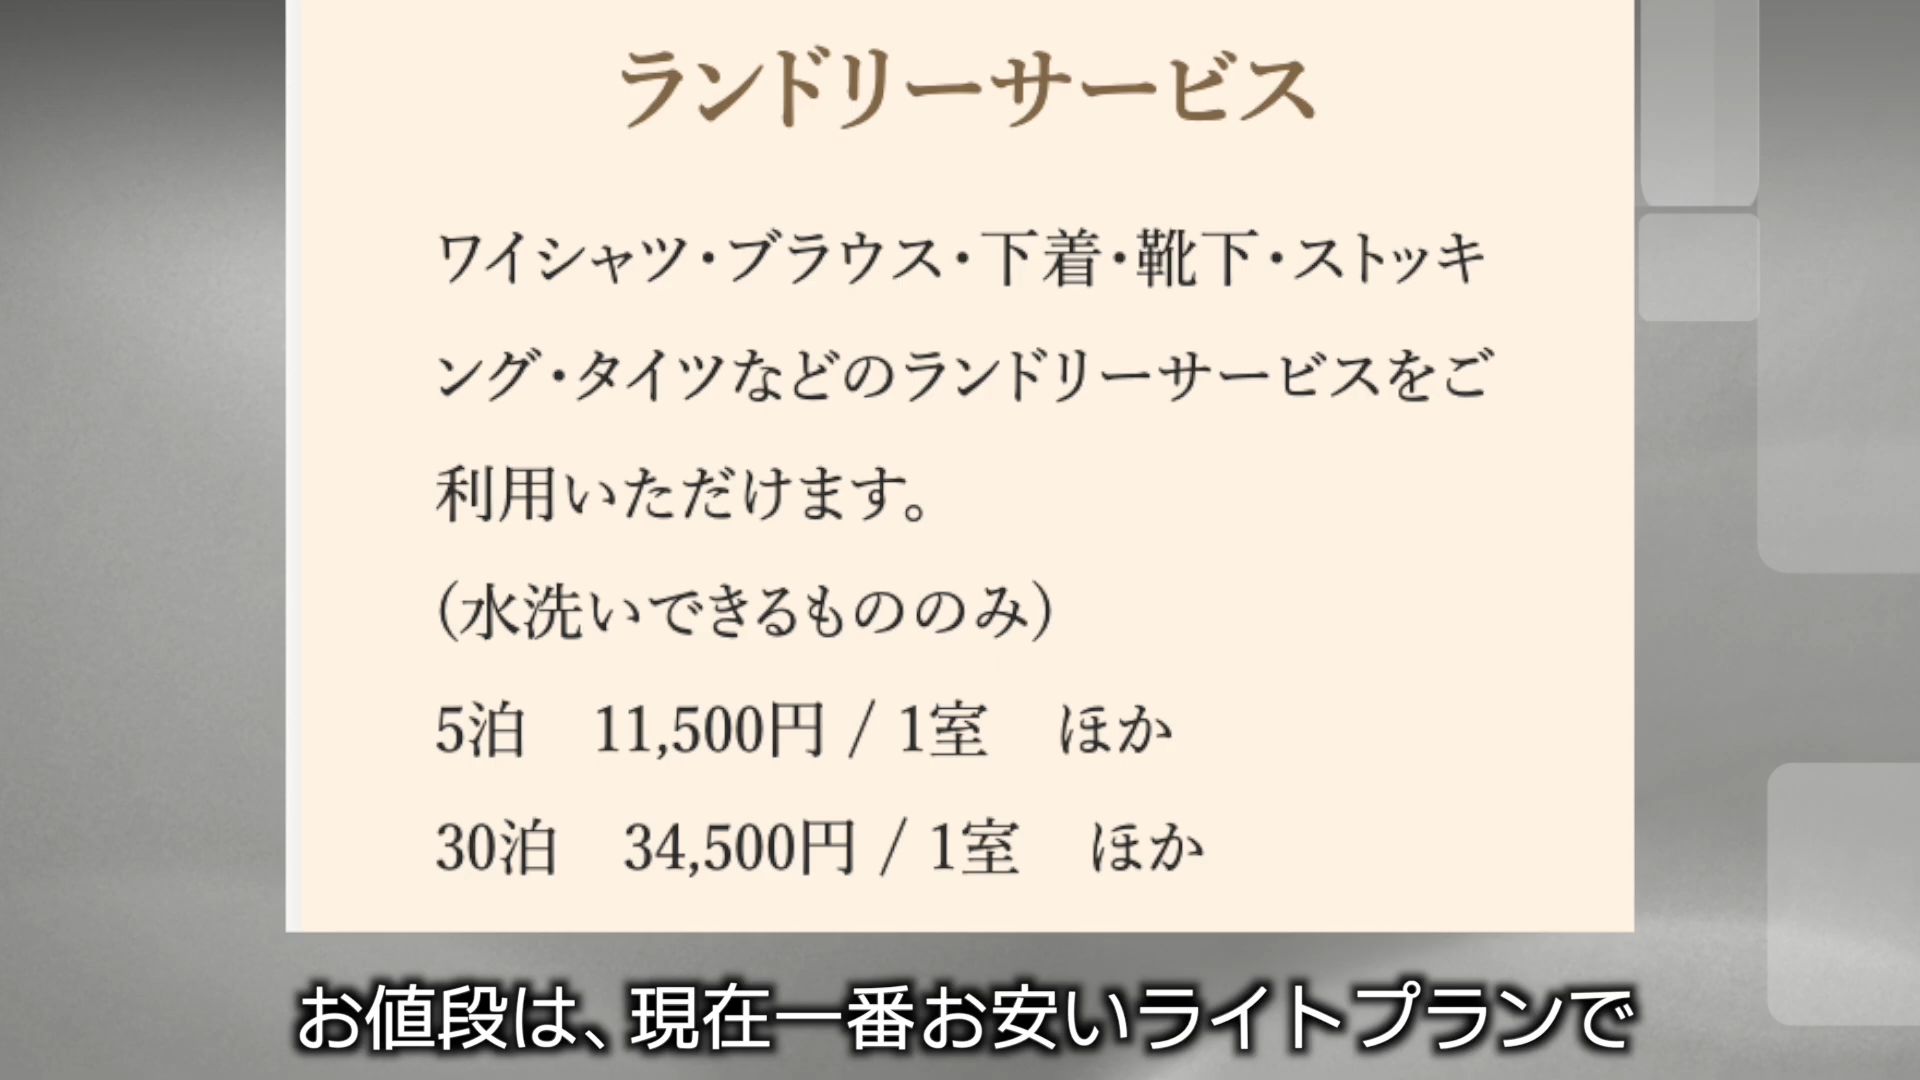 ランドリーサービス
ワイシャツ・ブラウス・下着・靴下・ストッキ
ング・タイツなどのランドリーサービスをご
利用いただけます。
（水洗いできるもののみ）
5泊　11,500円 / 1室　ほか
30泊　34,500円 / 1室　ほか
お値段は、現在一番お安いライトプランで